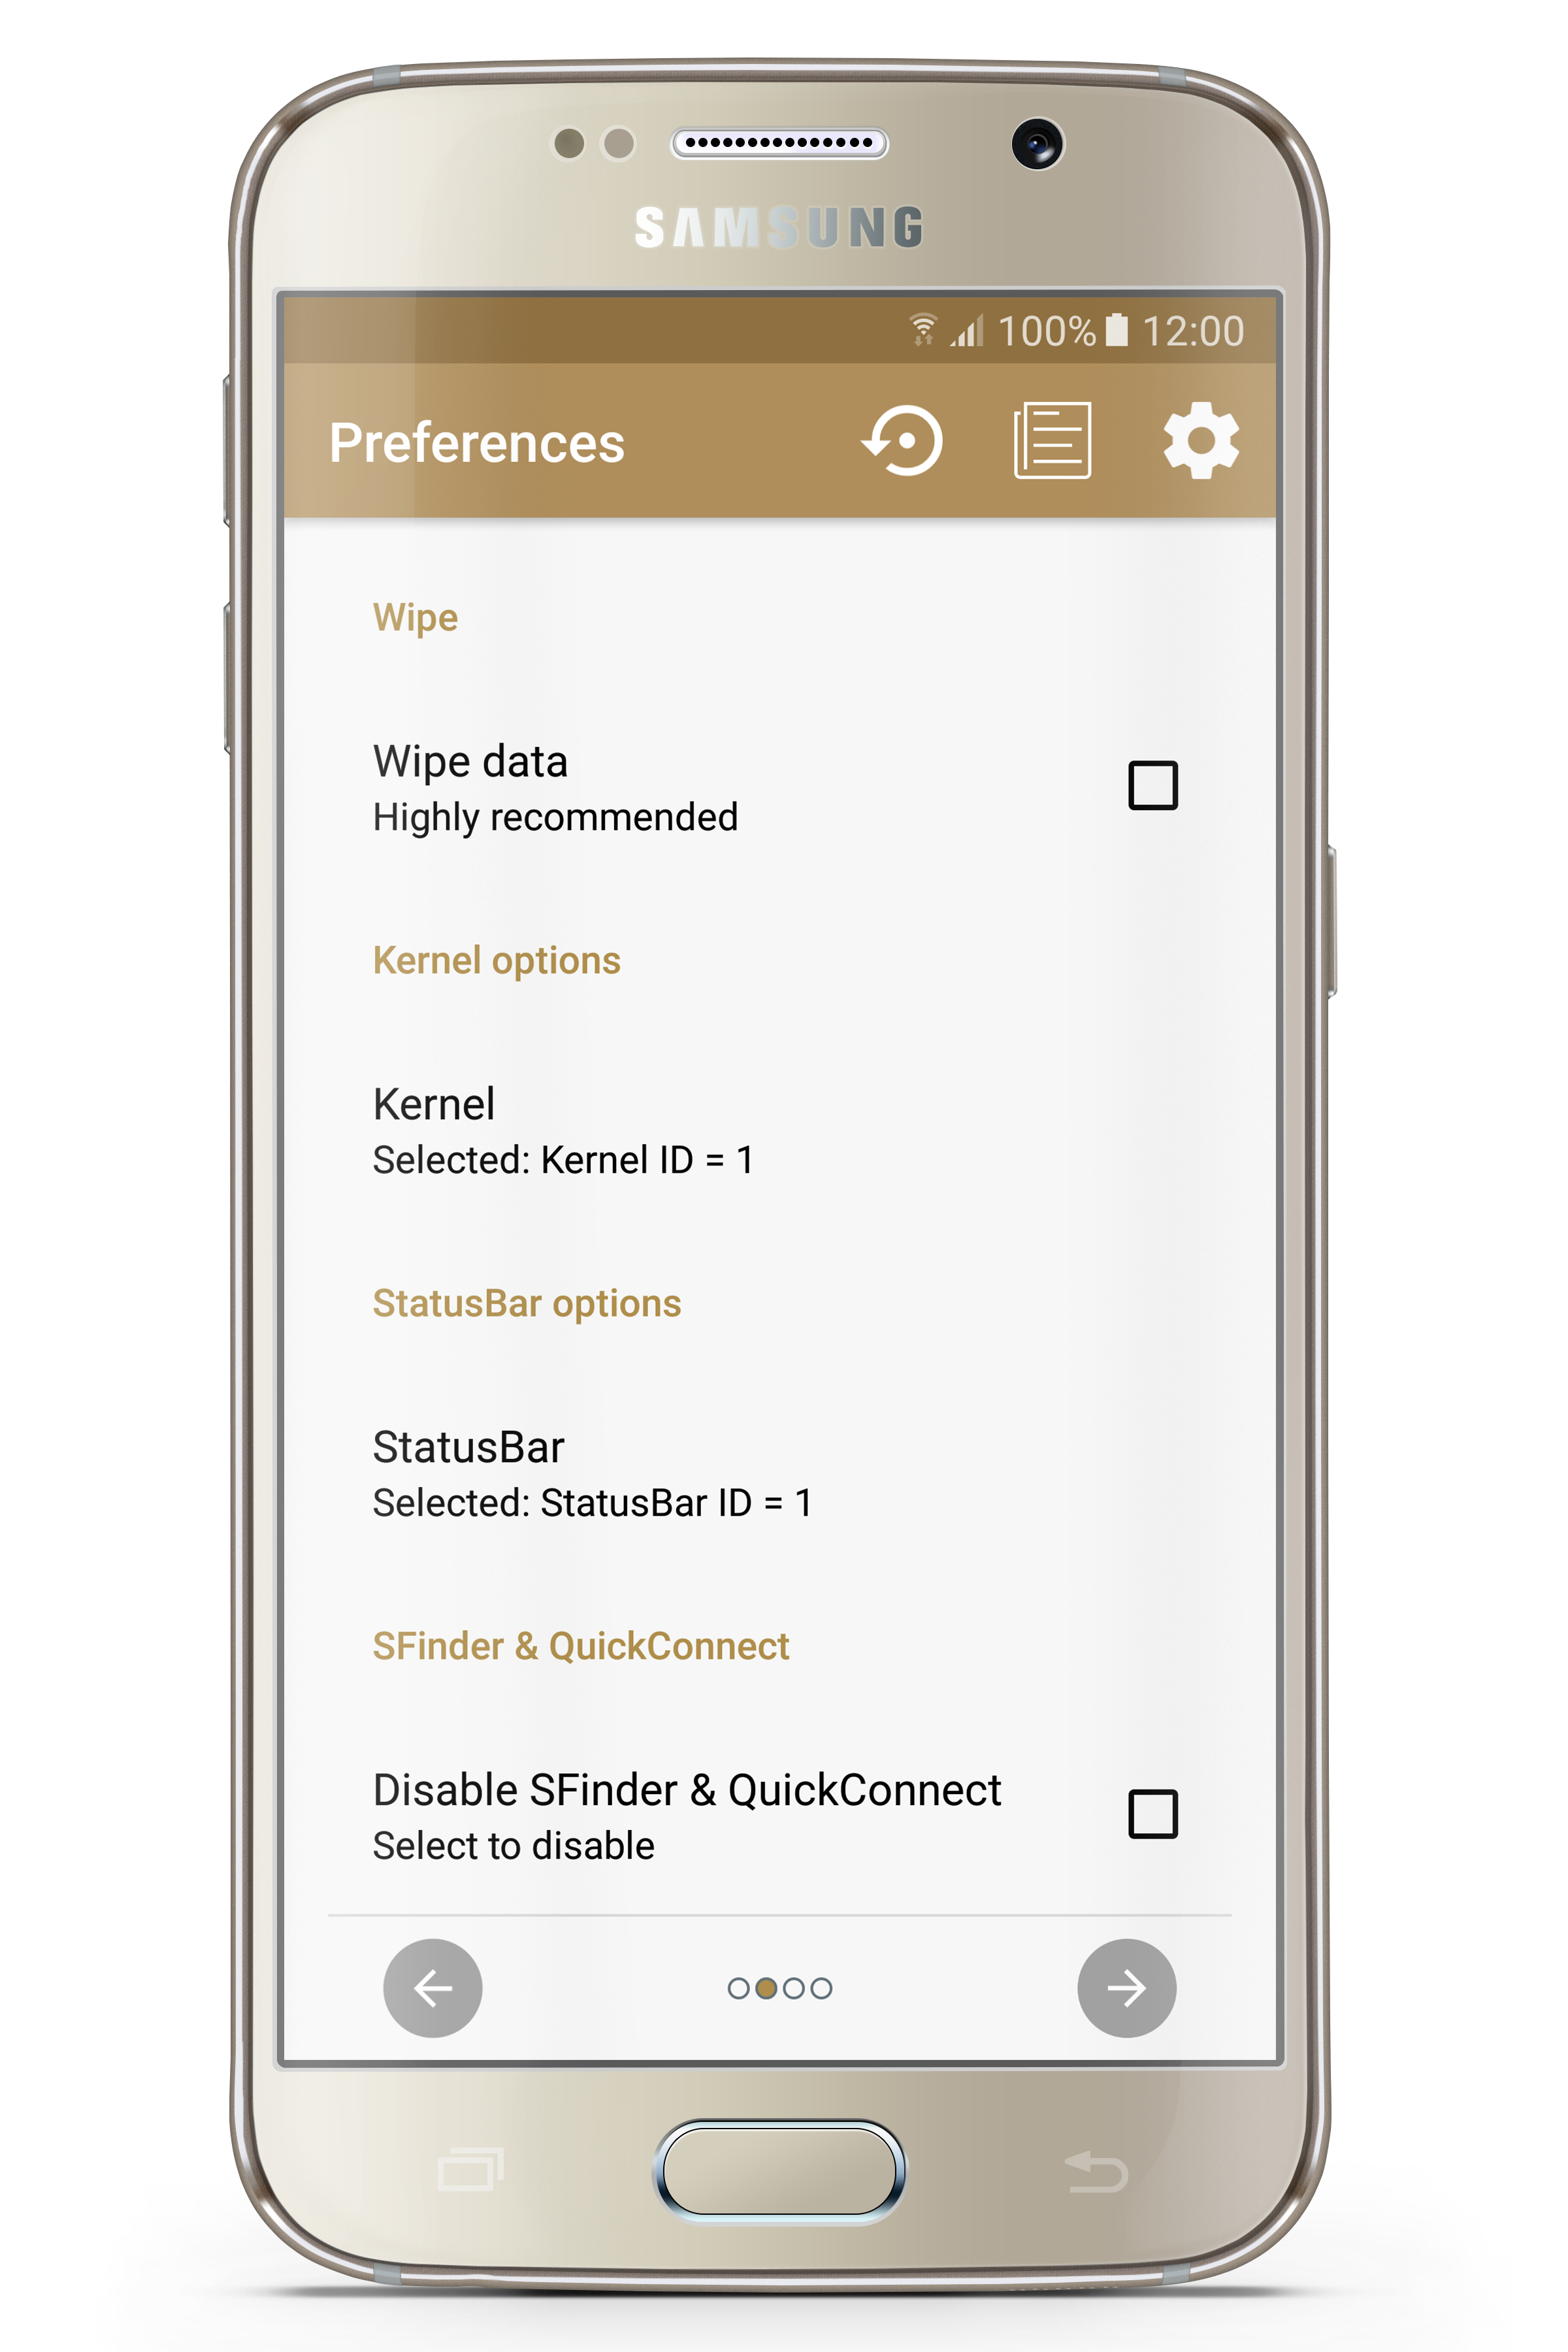 SAMSUNG
100% 12:00
Preferences
Wipe
Wipe data
Highly recommended
Kernel options
Kernel
Selected: Kernel ID = 1
StatusBar options
StatusBar
Selected: StatusBar ID = 1
SFinder & QuickConnect
Disable SFinder & QuickConnect
Select to disable